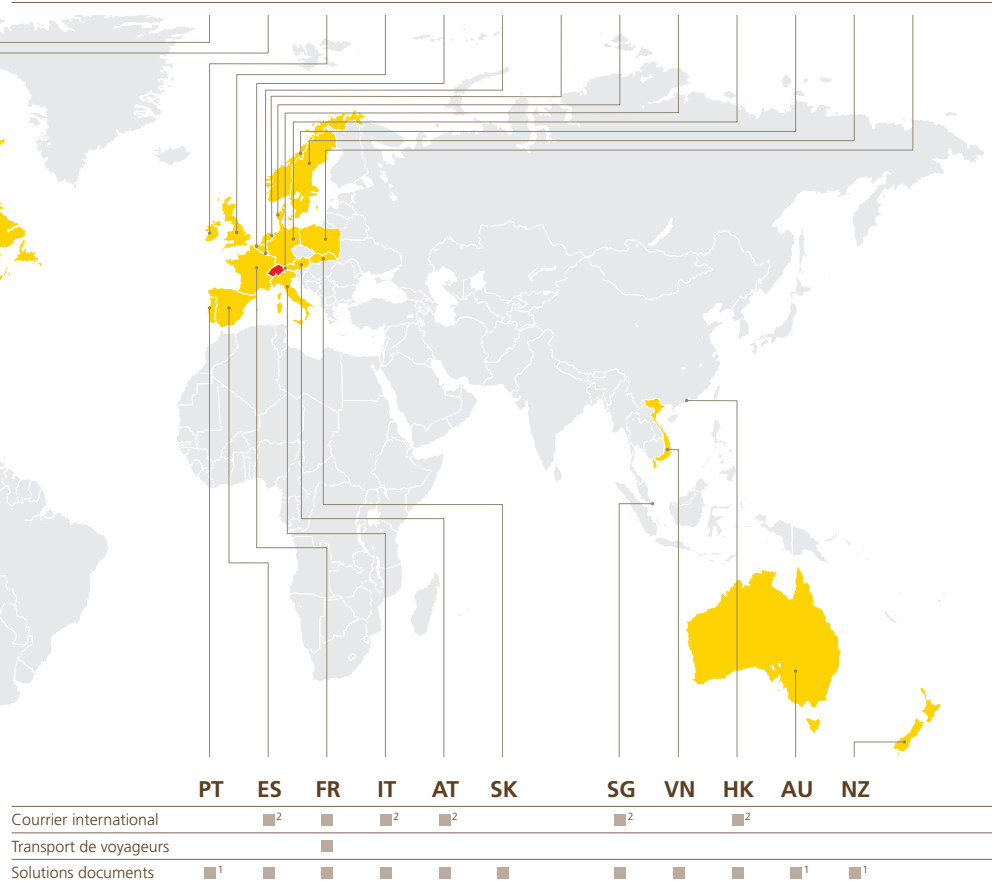 PT ES FR IT AT SK SG VN HK AU NZ
Courrier international 2 2 2 2 2
Transport de voyageurs
Solutions documents 1 1 1